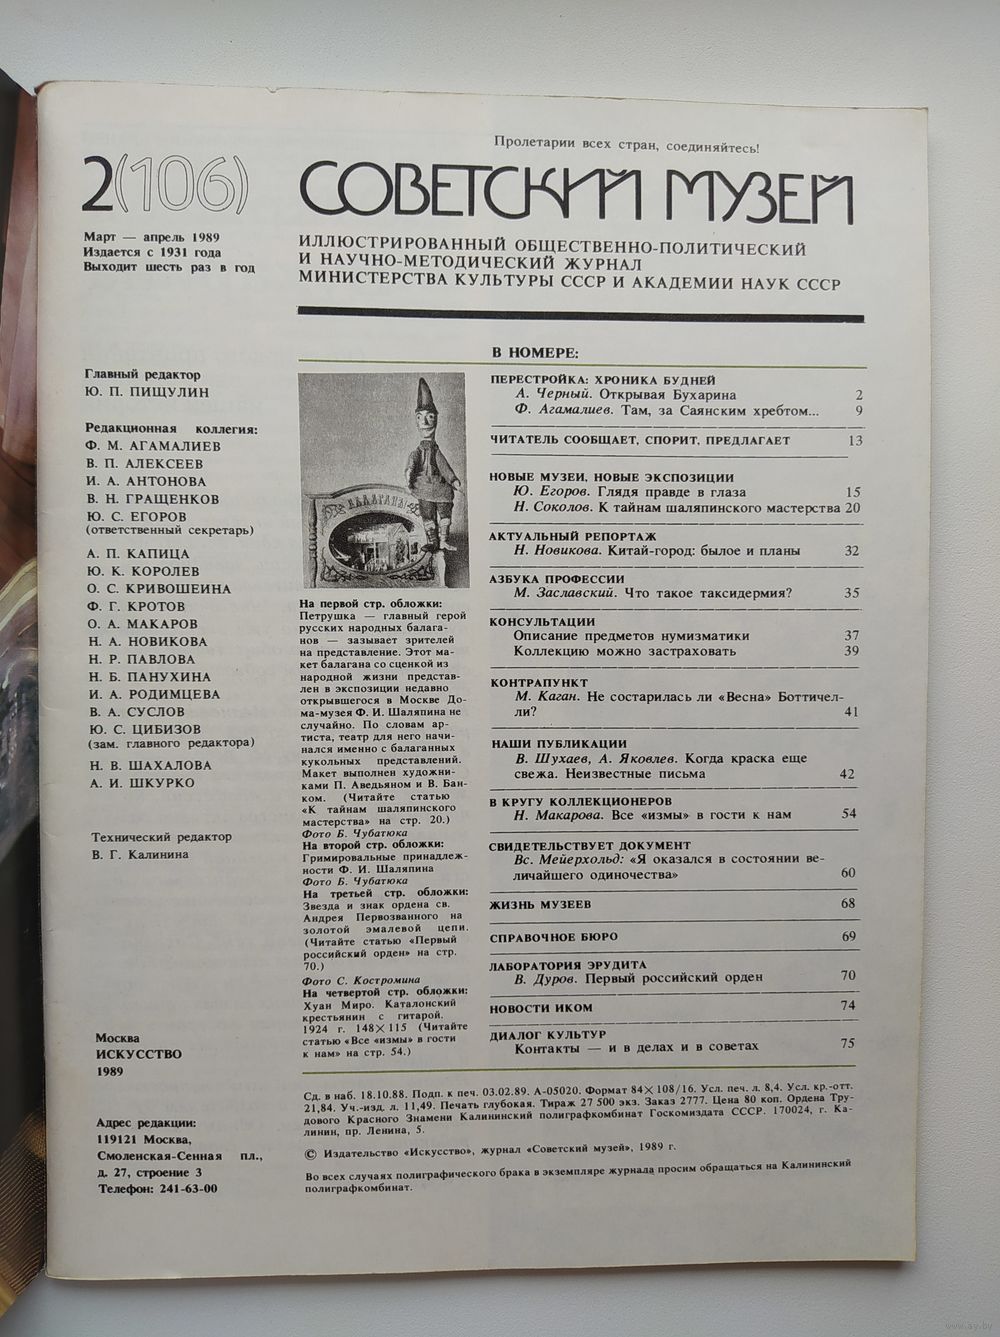 Пролетарии всех стран, соединяйтесь!
2(106)
СОВЕТСКИЙ МУЗЕЙ
Март — апрель 1989
Издается с 1931 года
Выходит шесть раз в год
ИЛЛЮСТРИРОВАННЫЙ ОБЩЕСТВЕННО-ПОЛИТИЧЕСКИЙ
И НАУЧНО-МЕТОДИЧЕСКИЙ ЖУРНАЛ
МИНИСТЕРСТВА КУЛЬТУРЫ СССР И АКАДЕМИИ НАУК СССР
Главный редактор
Ю. П. ПИЩУЛИН
Редакционная коллегия:
Ф. М. АГАМАЛИЕВ
В. П. АЛЕКСЕЕВ
И. А. АНТОНОВА
В. Н. ГРАЩЕНКОВ
Ю. С. ЕГОРОВ
(ответственный секретарь)
А. П. КАПИЦА
Ю. К. КОРОЛЕВ
О. С. КРИВОШЕИНА
Ф. Г. КРОТОВ
О. А. МАКАРОВ
Н. А. НОВИКОВА
Н. Р. ПАВЛОВА
Н. Б. ПАНУХИНА
И. А. РОДИМЦЕВА
В. А. СУСЛОВ
Ю. С. ЦИБИЗОВ
(зам. главного редактора)
Н. В. ШАХАЛОВА
А. И. ШКУРКО
Технический редактор
В. Г. Калинина
Москва
ИСКУССТВО
1989
Адрес редакции:
119121 Москва,
Смоленская-Сенная пл.,
д. 27, строение 3
Телефон: 241-63-00
На первой стр. обложки:
Петрушка — главный герой
русских народных балага-
нов — зазывает зрителей
на представление. Этот ма-
кет балагана со сценкой из
народной жизни представ-
лен в экспозиции недавно
открывшегося в Москве До-
ма-музея Ф. И. Шаляпина не
случайно. По словам ар-
тиста, театр для него начи-
нался именно с балаганных
кукольных представлений.
Макет выполнен художни-
ками П. Аведьяном и В. Бан-
ком. (Читайте статью
«К тайнам шаляпинского
мастерства» на стр. 20.)
Фото Б. Чубатюка
На второй стр. обложки:
Гримировальные принадлеж-
ности Ф. И. Шаляпина
Фото Б. Чубатюка
На третьей стр. обложки:
Звезда и знак ордена св.
Андрея Первозванного на
золотой эмалевой цепи.
(Читайте статью «Первый
российский орден» на стр.
70.)
Фото С. Костромина
На четвертой стр. обложки:
Хуан Миро. Каталонский
крестьянин с гитарой.
1924 г. 148×115 (Читайте
статью «Все «измы» в гости
к нам» на стр. 54.)
В НОМЕРЕ:
ПЕРЕСТРОЙКА: ХРОНИКА БУДНЕЙ
А. Черный. Открывая Бухарина 2
Ф. Агамалиев. Там, за Саянским хребтом... 9
ЧИТАТЕЛЬ СООБЩАЕТ, СПОРИТ, ПРЕДЛАГАЕТ 13
НОВЫЕ МУЗЕИ, НОВЫЕ ЭКСПОЗИЦИИ
Ю. Егоров. Глядя правде в глаза 15
Н. Соколов. К тайнам шаляпинского мастерства 20
АКТУАЛЬНЫЙ РЕПОРТАЖ
Н. Новикова. Китай-город: былое и планы 32
АЗБУКА ПРОФЕССИИ
М. Заславский. Что такое таксидермия? 35
КОНСУЛЬТАЦИИ
Описание предметов нумизматики 37
Коллекцию можно застраховать 39
КОНТРАПУНКТ
М. Каган. Не состарилась ли «Весна» Боттичел-
ли? 41
НАШИ ПУБЛИКАЦИИ
В. Шухаев, А. Яковлев. Когда краска еще
свежа. Неизвестные письма 42
В КРУГУ КОЛЛЕКЦИОНЕРОВ
Н. Макарова. Все «измы» в гости к нам 54
СВИДЕТЕЛЬСТВУЕТ ДОКУМЕНТ
Вс. Мейерхольд: «Я оказался в состоянии ве-
личайшего одиночества» 60
ЖИЗНЬ МУЗЕЕВ 68
СПРАВОЧНОЕ БЮРО 69
ЛАБОРАТОРИЯ ЭРУДИТА
В. Дуров. Первый российский орден 70
НОВОСТИ ИКОМ 74
ДИАЛОГ КУЛЬТУР
Контакты — и в делах и в советах 75
Сд. в наб. 18.10.88. Подп. к печ. 03.02.89. А-05020. Формат 84×108/16. Усл. печ. л. 8,4. Усл. кр.-отт.
21,84. Уч.-изд. л. 11,49. Печать глубокая. Тираж 27 500 экз. Заказ 2777. Цена 80 коп. Ордена Тру-
дового Красного Знамени Калининский полиграфкомбинат Госкомиздата СССР. 170024, г. Ка-
линин, пр. Ленина, 5.
© Издательство «Искусство», журнал «Советский музей», 1989 г.
Во всех случаях полиграфического брака в экземпляре журнала просим обращаться на Калининский
полиграфкомбинат.
www.ay.by